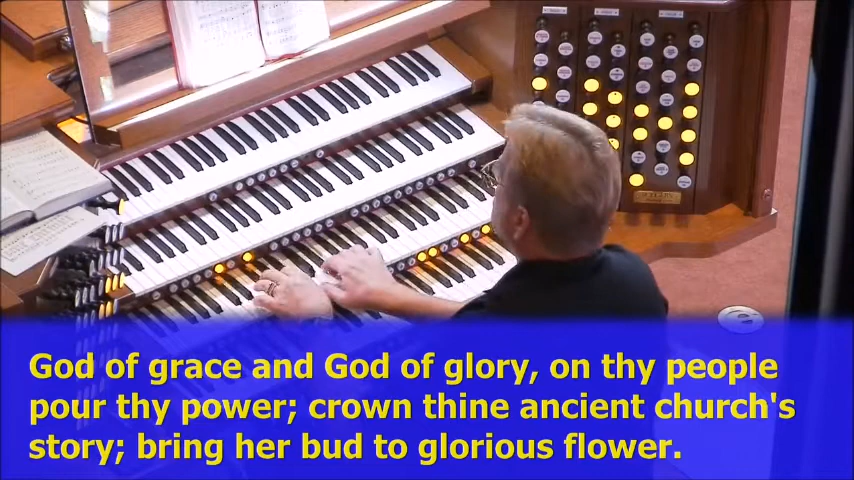 God of grace and God of glory, on thy people
pour thy power; crown thine ancient church's
story; bring her bud to glorious flower.